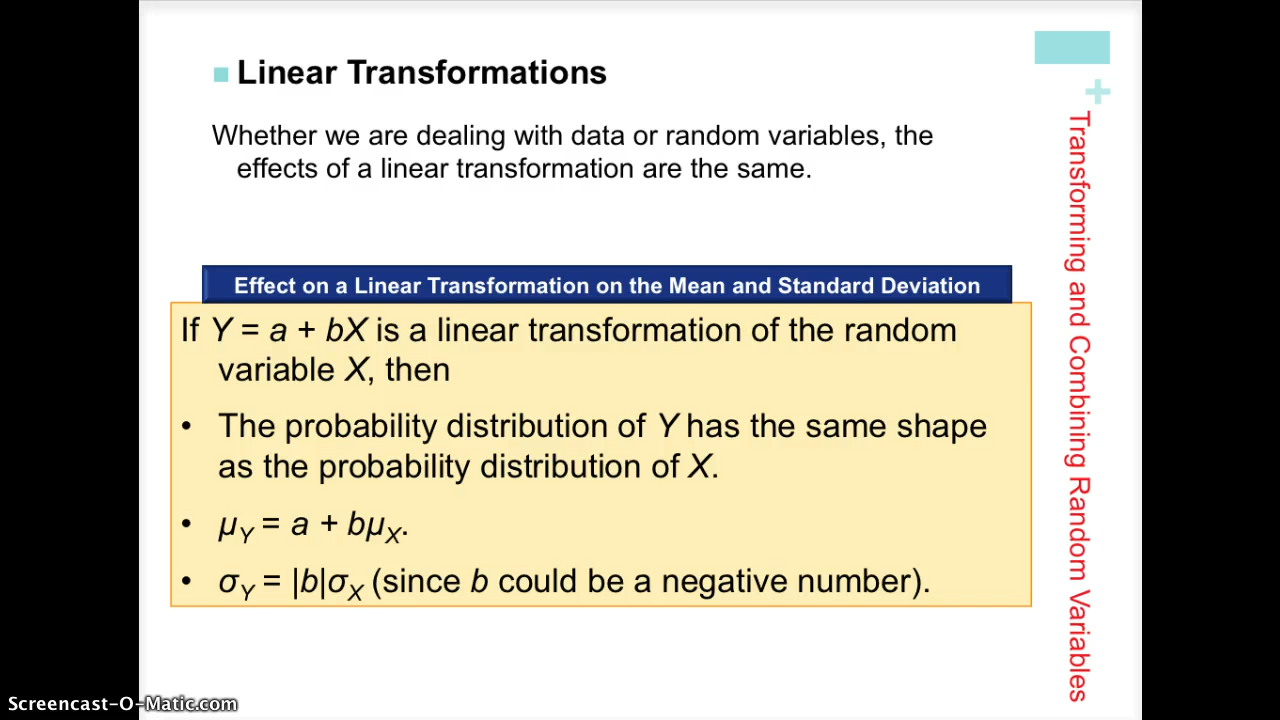 Linear Transformations
Whether we are dealing with data or random variables, the
effects of a linear transformation are the same.
Effect on a Linear Transformation on the Mean and Standard Deviation
If Y = a + bX is a linear transformation of the random
variable X, then
• The probability distribution of Y has the same shape
as the probability distribution of X.
• µY = a + bµX.
• σY = |b|σX (since b could be a negative number).
+
Transforming and Combining Random Variables
Screencast-O-Matic.com